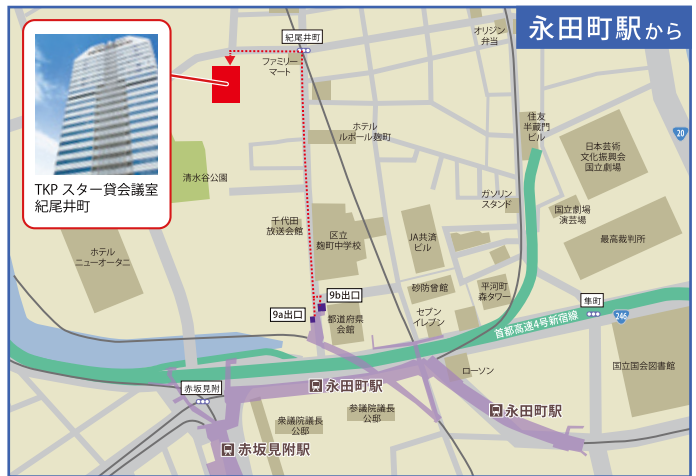 永田町駅から
TKP スター貸会議室
紀尾井町
紀尾井町
ファミリー
マート
オリジン
弁当
ホテル
ルポール麹町
住友
半蔵門
ビル
20
日本芸術
文化振興会
国立劇場
清水谷公園
ガソリン
スタンド
国立劇場
演芸場
千代田
放送会館
区立
麹町中学校
JA共済
ビル
最高裁判所
ホテル
ニューオータニ
砂防會館
平河町
森タワー
9b出口
9a出口
隼町
都道府県
会館
セブン
イレブン
246
首都高速4号新宿線
国立国会図書館
ローソン
赤坂見附
永田町駅
永田町駅
衆議院議長
公邸
参議院議長
公邸
赤坂見附駅